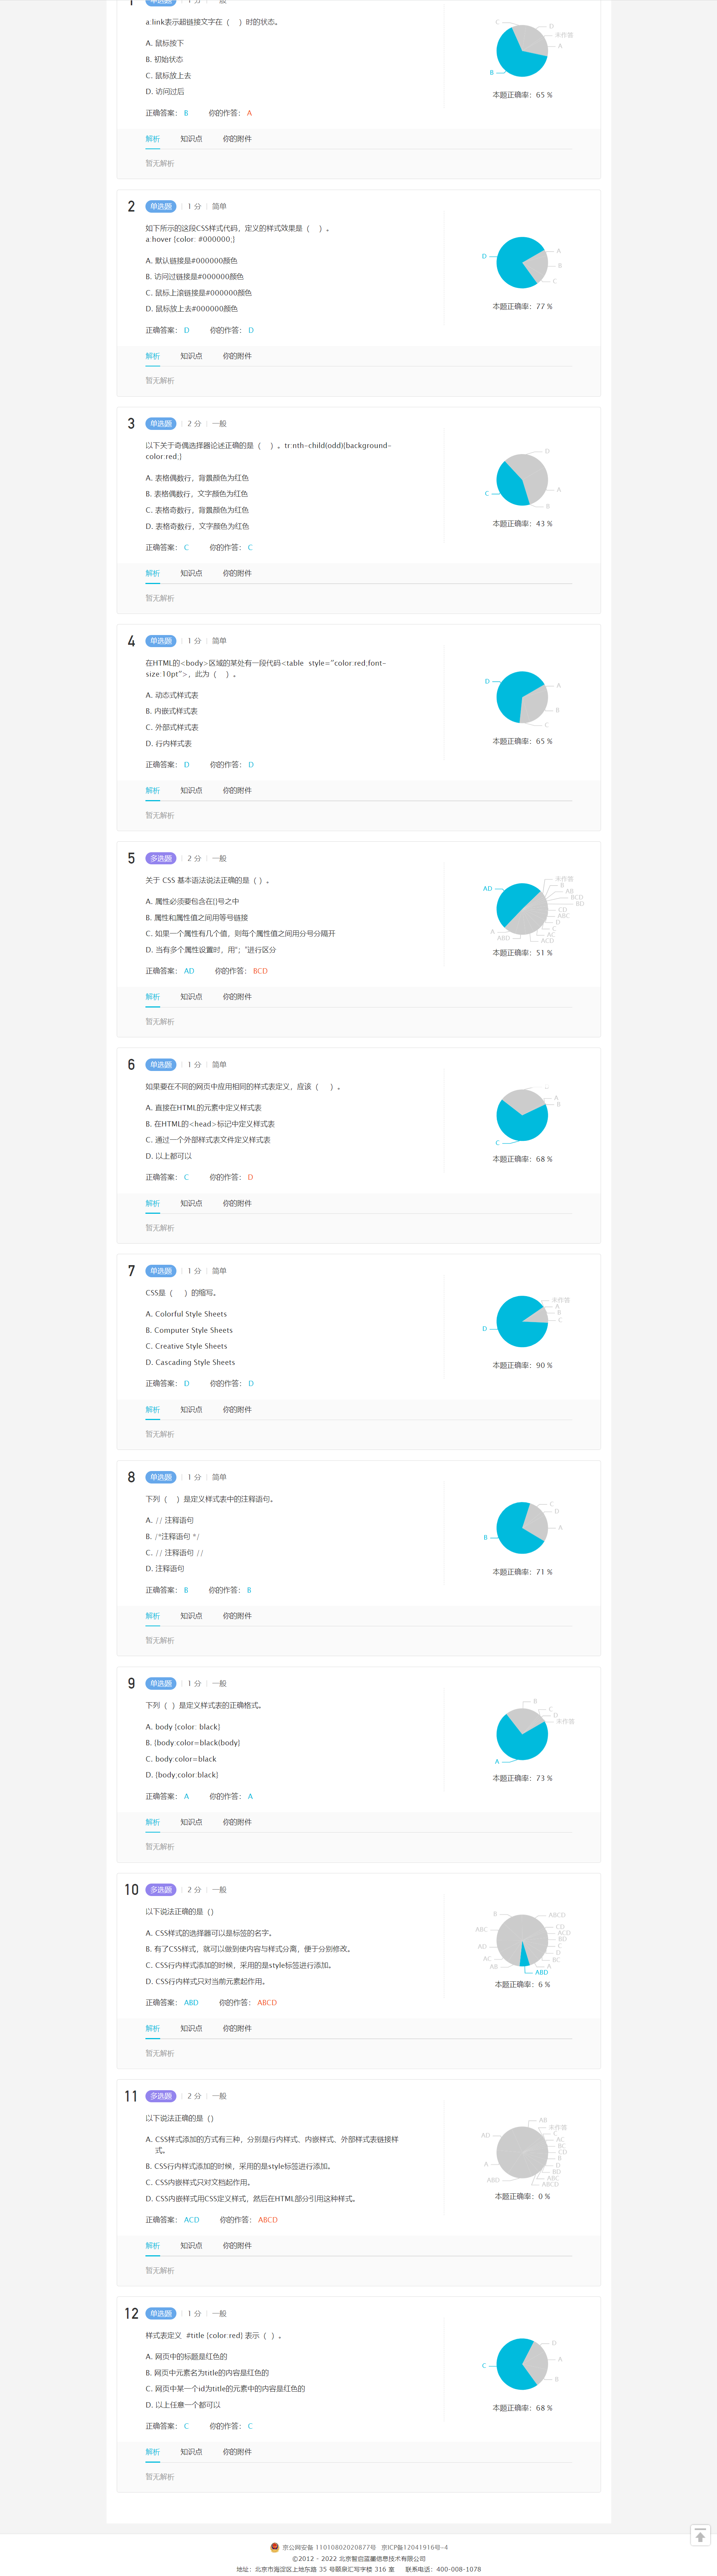 a:link表示超链接文字在（　）时的状态。
A. 鼠标按下
B. 初始状态
C. 鼠标放上去
D. 访问过后
正确答案： B 你的作答： A
C
D
未作答
A
B
本题正确率：65 %
解析 知识点 你的附件
暂无解析
2 单选题 1 分 简单
如下所示的这段CSS样式代码，定义的样式效果是（　）。
a:hover {color: #000000;}
A. 默认链接是#000000颜色
B. 访问过链接是#000000颜色
C. 鼠标上滚链接是#000000颜色
D. 鼠标放上去#000000颜色
正确答案： D 你的作答： D
D
A
B
C
本题正确率：77 %
解析 知识点 你的附件
暂无解析
3 单选题 2 分 一般
以下关于奇偶选择器论述正确的是（　）。tr:nth-child(odd){background-
color:red;}
A. 表格偶数行，背景颜色为红色
B. 表格偶数行，文字颜色为红色
C. 表格奇数行，背景颜色为红色
D. 表格奇数行，文字颜色为红色
正确答案： C 你的作答： C
D
C
A
B
本题正确率：43 %
解析 知识点 你的附件
暂无解析
4 单选题 1 分 简单
在HTML的<body>区域的某处有一段代码<table style="color:red;font-
size:10pt">，此为（　）。
A. 动态式样式表
B. 内嵌式样式表
C. 外部式样式表
D. 行内样式表
正确答案： D 你的作答： D
D
A
B
C
本题正确率：65 %
解析 知识点 你的附件
暂无解析
5 多选题 2 分 一般
关于 CSS 基本语法说法正确的是（ ）。
A. 属性必须要包含在{}号之中
B. 属性和属性值之间用等号链接
C. 如果一个属性有几个值，则每个属性值之间用分号分隔开
D. 当有多个属性设置时，用“；”进行区分
正确答案： AD 你的作答： BCD
AD
未作答
B
AB
BCD
BD
CD
ABC
D
C
AC
ACD
A
ABD
本题正确率：51 %
解析 知识点 你的附件
暂无解析
6 单选题 1 分 简单
如果要在不同的网页中应用相同的样式表定义，应该（　）。
A. 直接在HTML的元素中定义样式表
B. 在HTML的<head>标记中定义样式表
C. 通过一个外部样式表文件定义样式表
D. 以上都可以
正确答案： C 你的作答： D
A
B
C
本题正确率：68 %
解析 知识点 你的附件
暂无解析
7 单选题 1 分 简单
CSS是（　）的缩写。
A. Colorful Style Sheets
B. Computer Style Sheets
C. Creative Style Sheets
D. Cascading Style Sheets
正确答案： D 你的作答： D
未作答
A
B
C
D
本题正确率：90 %
解析 知识点 你的附件
暂无解析
8 单选题 1 分 简单
下列（　）是定义样式表中的注释语句。
A. // 注释语句
B. /*注释语句 */
C. // 注释语句 //
D. 注释语句
正确答案： B 你的作答： B
C
D
A
B
本题正确率：71 %
解析 知识点 你的附件
暂无解析
9 单选题 1 分 一般
下列（ ）是定义样式表的正确格式。
A. body {color: black}
B. {body:color=black(body}
C. body:color=black
D. {body;color:black}
正确答案： A 你的作答： A
B
C
D
未作答
A
本题正确率：73 %
解析 知识点 你的附件
暂无解析
10 多选题 2 分 一般
以下说法正确的是（）
A. CSS样式的选择器可以是标签的名字。
B. 有了CSS样式，就可以做到使内容与样式分离，便于分别修改。
C. CSS行内样式添加的时候，采用的是style标签进行添加。
D. CSS行内样式只对当前元素起作用。
正确答案： ABD 你的作答： ABCD
B
ABCD
ABC
CD
ACD
BD
C
D
BC
A
AD
AC
AB
ABD
本题正确率：6 %
解析 知识点 你的附件
暂无解析
11 多选题 2 分 一般
以下说法正确的是（）
A. CSS样式添加的方式有三种，分别是行内样式、内嵌样式、外部样式表链接样
式。
B. CSS行内样式添加的时候，采用的是style标签进行添加。
C. CSS内嵌样式只对文档起作用。
D. CSS内嵌样式用CSS定义样式，然后在HTML部分引用这种样式。
正确答案： ACD 你的作答： ABCD
AB
未作答
C
AC
BC
CD
B
D
BD
ABC
ABCD
AD
A
ABD
本题正确率：0 %
解析 知识点 你的附件
暂无解析
12 单选题 1 分 一般
样式表定义 #title {color:red} 表示（ ）。
A. 网页中的标题是红色的
B. 网页中元素名为title的内容是红色的
C. 网页中某一个id为title的元素中的内容是红色的
D. 以上任意一个都可以
正确答案： C 你的作答： C
D
A
C
B
本题正确率：68 %
解析 知识点 你的附件
暂无解析
京公网安备 11010802020877号 京ICP备12041916号-4
©2012 - 2022 北京智启蓝墨信息技术有限公司
地址：北京市海淀区上地东路 35 号颐泉汇写字楼 316 室 联系电话：400-008-1078